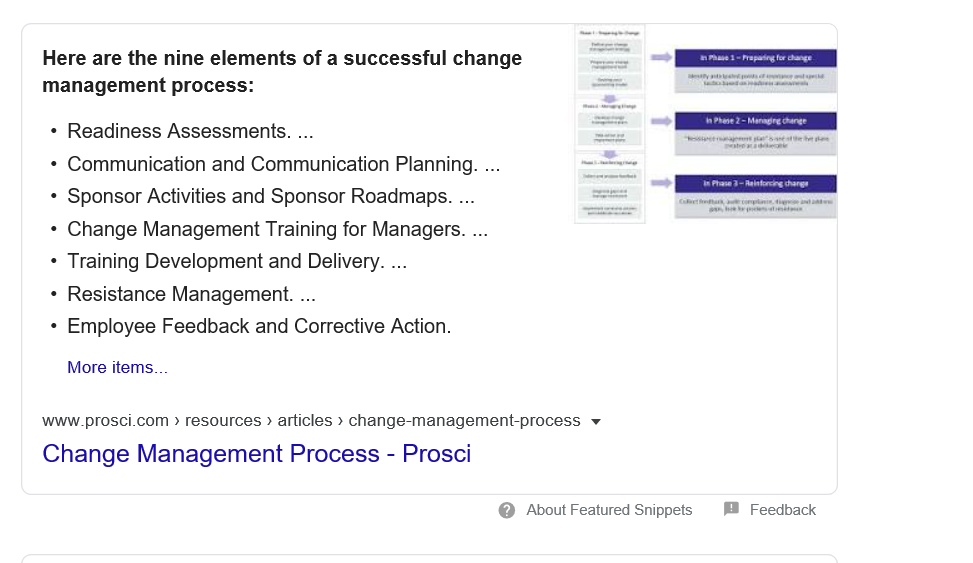 Here are the nine elements of a successful change
management process:
• Readiness Assessments. ...
• Communication and Communication Planning. ...
• Sponsor Activities and Sponsor Roadmaps. ...
• Change Management Training for Managers. ...
• Training Development and Delivery. ...
• Resistance Management. ...
• Employee Feedback and Corrective Action.
More items...
Phase 1 – Preparing for Change
Phase 2 – Managing Change
Phase 3 – Reinforcing Change
In Phase 1 – Preparing for change
Identify anticipated points of resistance and special
tactics based on readiness assessments
In Phase 2 – Managing change
"Resistance management plan" is one of the five plans
created as a deliverable
In Phase 3 – Reinforcing change
Collect feedback, audit compliance, diagnose and address
gaps, look for pockets of resistance
www.prosci.com › resources › articles › change-management-process
Change Management Process - Prosci
About Featured Snippets
Feedback